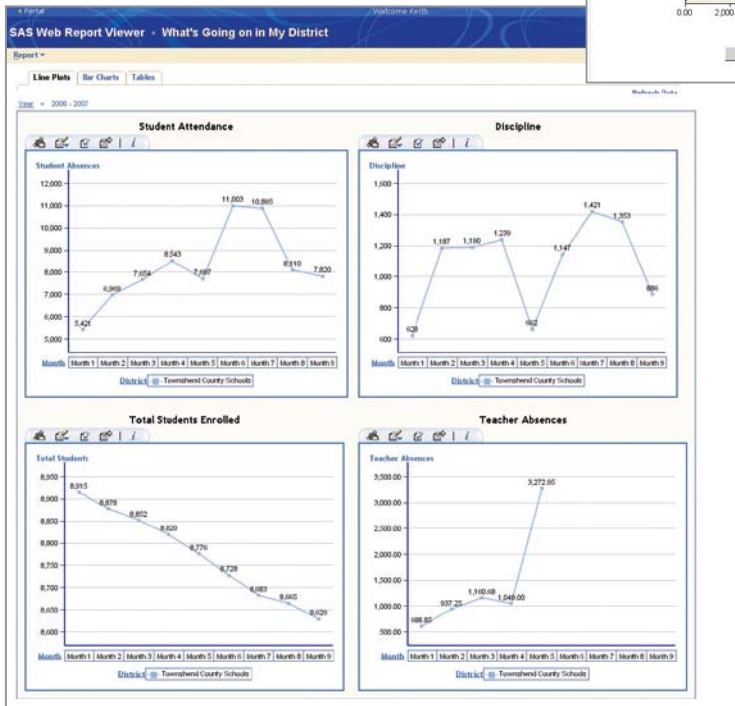 Portal
Welcome Keith
SAS Web Report Viewer • What's Going on in My District
Report
0.00 2,000.
Line Plots Bar Charts Tables
Refresh Data
Year » 2006 - 2007
Student Attendance
Student Absences
12,000
11,000
10,000
9,000
8,000
7,000
6,000
5,000
5,421 6,969 7,654 8,543 11,003 10,895 7,820
Month Month 1 Month 2 Month 3 Month 4 Month 5 Month 6 Month 7 Month 8 Month 9
District Townshend County Schools
Discipline
Discipline
1,600
1,400
1,200
1,000
800
600
1,187 1,190 1,239 1,147 1,421 1,353 886
Month Month 1 Month 2 Month 3 Month 4 Month 5 Month 6 Month 7 Month 8 Month 9
District Townshend County Schools
Total Students Enrolled
Total Students
8,950
8,900
8,850
8,800
8,750
8,700
8,650
8,600
8,915 8,878 8,852 8,820 8,776 8,728 8,683 8,665 8,629
Month Month 1 Month 2 Month 3 Month 4 Month 5 Month 6 Month 7 Month 8 Month 9
District Townshend County Schools
Teacher Absences
Teacher Absences
3,500.00
3,000.00
2,500.00
2,000.00
1,500.00
1,000.00
500.00
937.25 1,160.68 1,040.00 3,272.95
Month Month 1 Month 2 Month 3 Month 4 Month 5 Month 6 Month 7 Month 8 Month 9
District Townshend County Schools